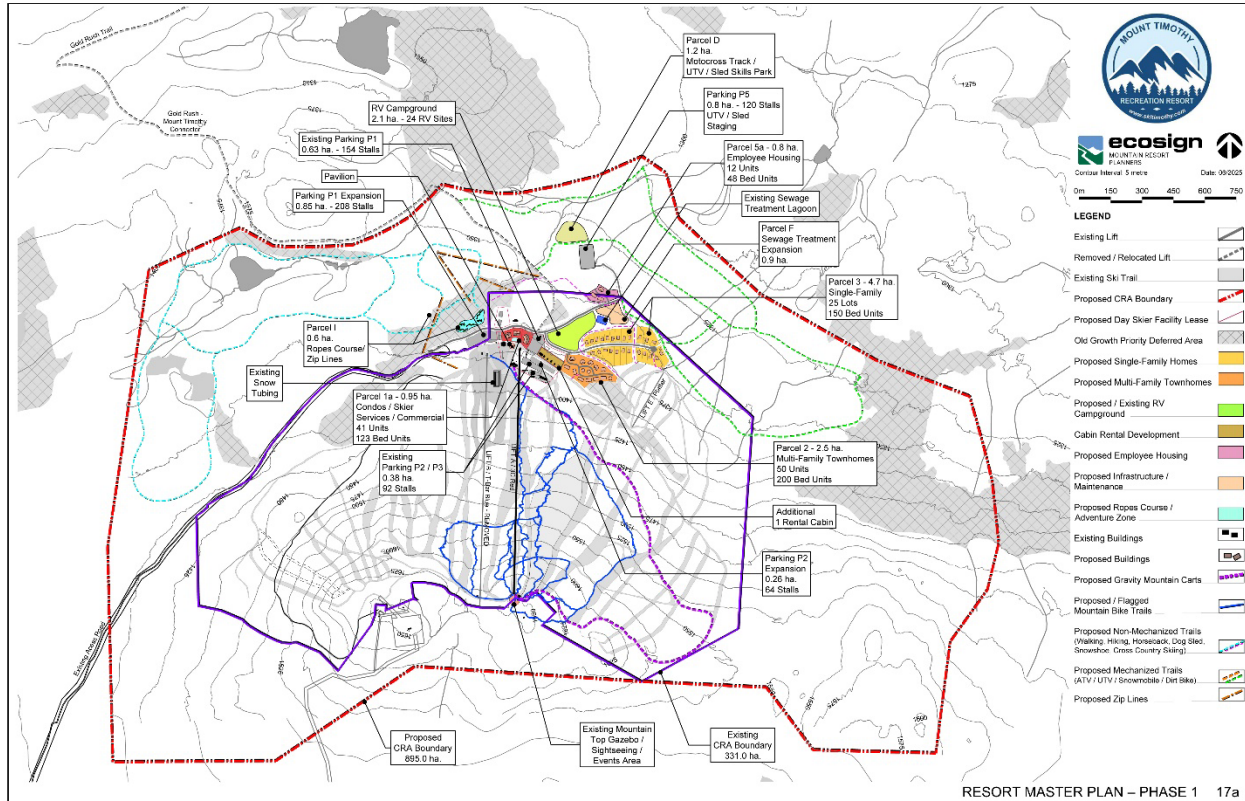 Gold Rush Trail
Gold Rush -
Mount Timothy
Connector
RV Campground
2.1 ha. - 24 RV Sites
Existing Parking P1
0.63 ha. - 154 Stalls
Pavilion
Parking P1 Expansion
0.85 ha. - 208 Stalls
Parcel D
1.2 ha.
Motocross Track /
UTV / Sled Skills Park
Parking P5
0.8 ha. - 120 Stalls
UTV / Sled
Staging
Parcel 5a - 0.8 ha.
Employee Housing
12 Units
48 Bed Units
Existing Sewage
Treatment Lagoon
Parcel F
Sewage Treatment
Expansion
0.9 ha.
Parcel 3 - 4.7 ha.
Single-Family
25 Lots
150 Bed Units
Parcel I
0.6 ha.
Ropes Course/
Zip Lines
Existing
Snow
Tubing
Parcel 1a - 0.95 ha.
Condos / Skier
Services / Commercial
41 Units
123 Bed Units
Existing
Parking P2 / P3
0.38 ha.
92 Stalls
Parcel 2 - 2.5 ha.
Multi-Family Townhomes
50 Units
200 Bed Units
Additional
1 Rental Cabin
Parking P2
Expansion
0.26 ha.
64 Stalls
Existing Access Road
Proposed
CRA Boundary
895.0 ha.
Existing Mountain
Top Gazebo /
Sightseeing /
Events Area
Existing
CRA Boundary
331.0 ha.
MOUNT TIMOTHY
RECREATION RESORT
www.skitimothy.com
ecosign
MOUNTAIN RESORT
PLANNERS
Contour Interval: 5 metre
Date: 06/2025
0m 150 300 450 600 750
LEGEND
Existing Lift
Removed / Relocated Lift
Existing Ski Trail
Proposed CRA Boundary
Proposed Day Skier Facility Lease
Old Growth Priority Deferred Area
Proposed Single-Family Homes
Proposed Multi-Family Townhomes
Proposed / Existing RV
Campground
Cabin Rental Development
Proposed Employee Housing
Proposed Infrastructure /
Maintenance
Proposed Ropes Course /
Adventure Zone
Existing Buildings
Proposed Buildings
Proposed Gravity Mountain Carts
Proposed / Flagged
Mountain Bike Trails
Proposed Non-Mechanized Trails
(Walking, Hiking, Horseback, Dog Sled,
Snowshoe, Cross Country Skiing)
Proposed Mechanized Trails
(ATV / UTV / Snowmobile / Dirt Bike)
Proposed Zip Lines
RESORT MASTER PLAN – PHASE 1 17a